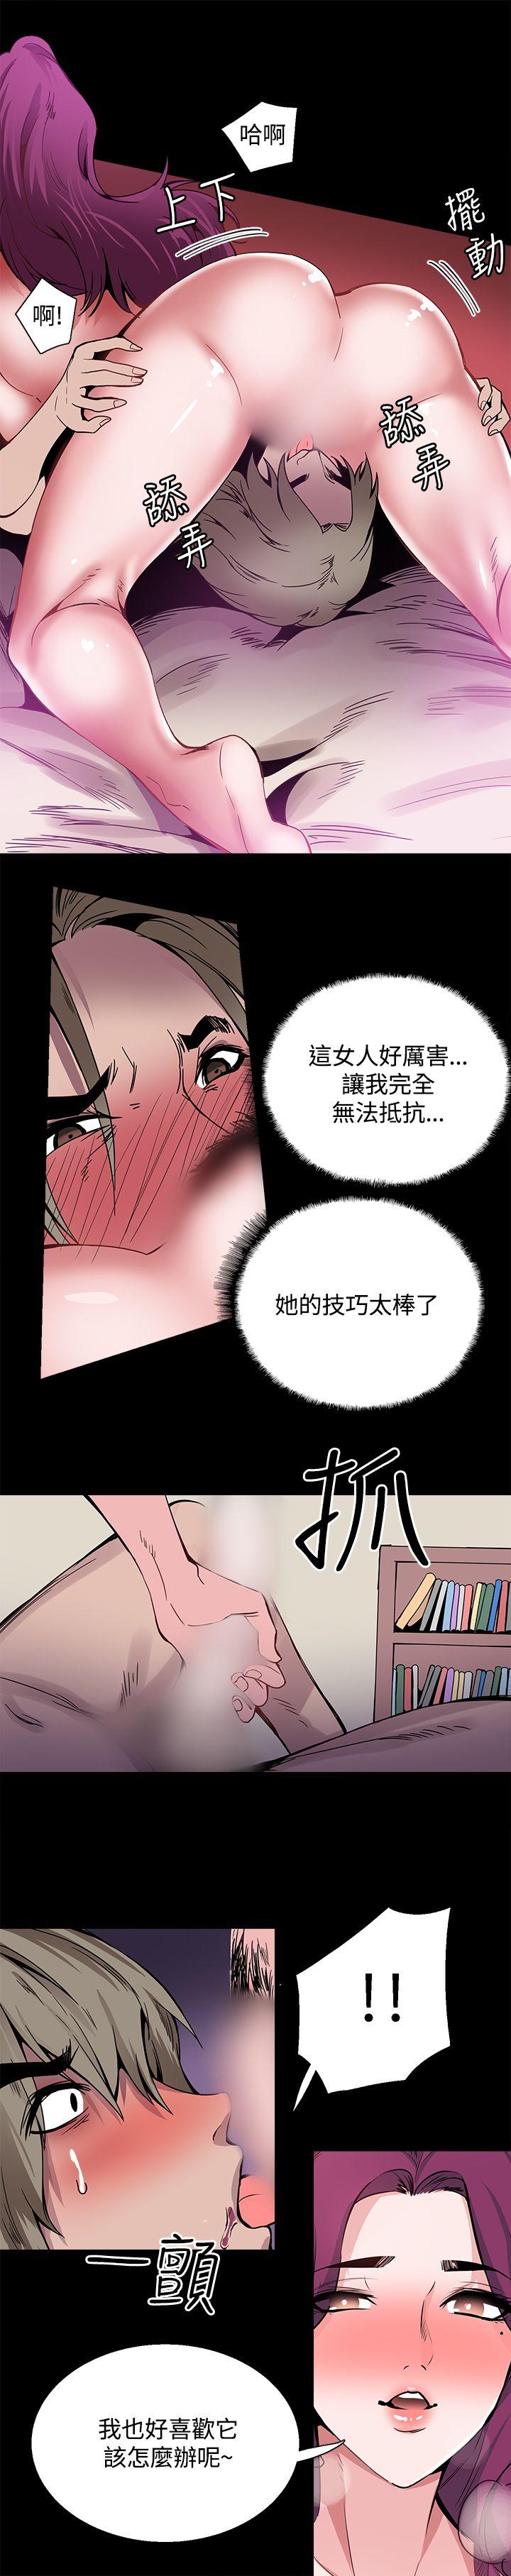 哈啊
上下
擺動
啊!
舔弄
舔弄
這女人好厲害...
讓我完全
無法抵抗...
她的技巧太棒了
抓
!!
一顫
我也好喜歡它
該怎麼辦呢~